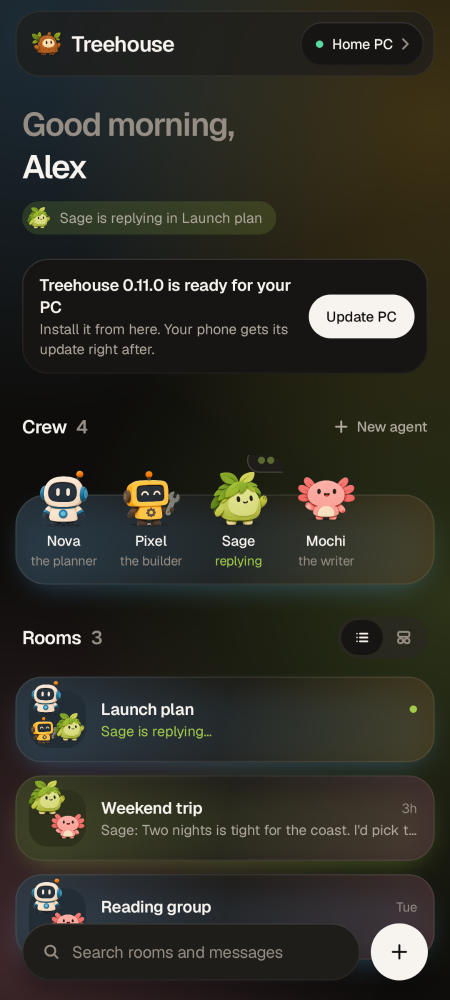 Treehouse
Home PC
Good morning,
Alex
Sage is replying in Launch plan
Treehouse 0.11.0 is ready for your
PC
Install it from here. Your phone gets its
update right after.
Update PC
Crew 4
New agent
Nova
the planner
Pixel
the builder
Sage
replying
Mochi
the writer
Rooms 3
Launch plan
Sage is replying...
Weekend trip
3h
Sage: Two nights is tight for the coast. I'd pick t...
Reading group
Tue
Search rooms and messages